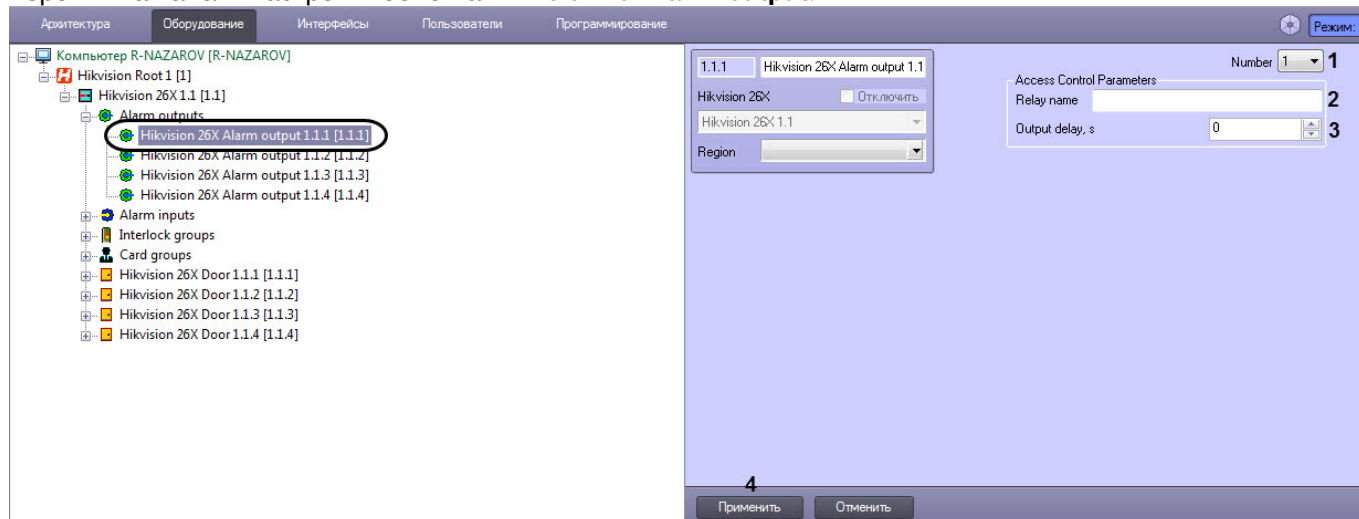 Архитектура Оборудование Интерфейсы Пользователи Программирование Режим:
Компьютер R-NAZAROV [R-NAZAROV]
Hikvision Root 1 [1]
Hikvision 26X 1.1 [1.1]
Alarm outputs
Hikvision 26X Alarm output 1.1.1 [1.1.1]
Hikvision 26X Alarm output 1.1.2 [1.1.2]
Hikvision 26X Alarm output 1.1.3 [1.1.3]
Hikvision 26X Alarm output 1.1.4 [1.1.4]
Alarm inputs
Interlock groups
Card groups
Hikvision 26X Door 1.1.1 [1.1.1]
Hikvision 26X Door 1.1.2 [1.1.2]
Hikvision 26X Door 1.1.3 [1.1.3]
Hikvision 26X Door 1.1.4 [1.1.4]
1.1.1 Hikvision 26X Alarm output 1.1
Hikvision 26X Отключить
Hikvision 26X 1.1
Region
Number 1 1
Access Control Parameters
Relay name 2
Output delay, s 0 3
4
Применить Отменить